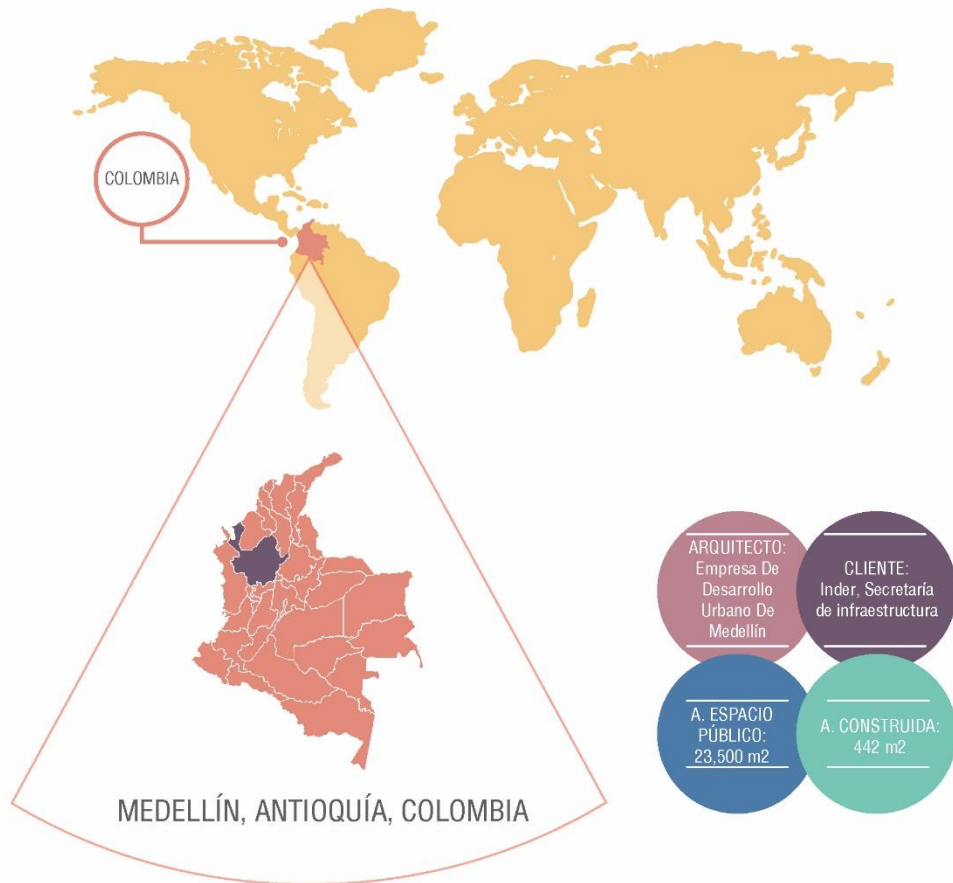 COLOMBIA
MEDELLÍN, ANTIOQUÍA, COLOMBIA
ARQUITECTO:
Empresa De
Desarrollo
Urbano De
Medellín
CLIENTE:
Inder, Secretaría
de infraestructura
A. ESPACIO
PÚBLICO:
23,500 m2
A. CONSTRUIDA:
442 m2